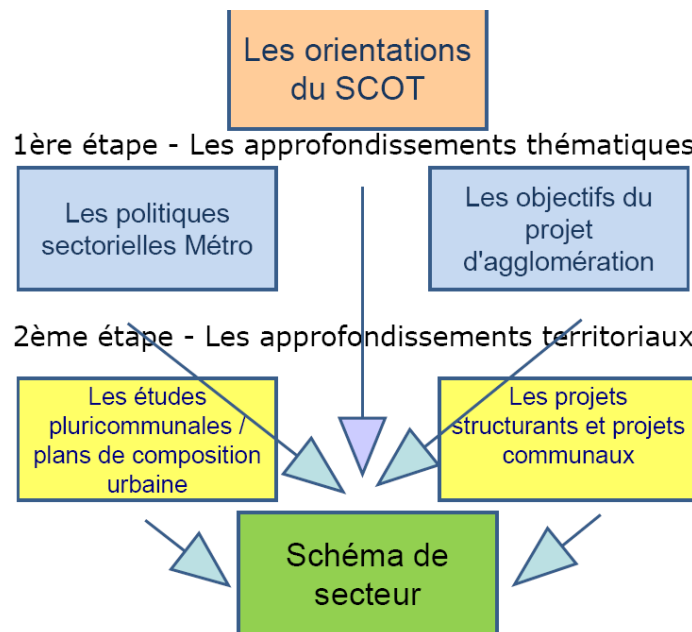 Les orientations
du SCOT
1ère étape - Les approfondissements thématiques
Les politiques
sectorielles Métro
Les objectifs du
projet
d'agglomération
2ème étape - Les approfondissements territoriaux
Les études
pluricommunales /
plans de composition
urbaine
Les projets
structurants et projets
communaux
Schéma de
secteur